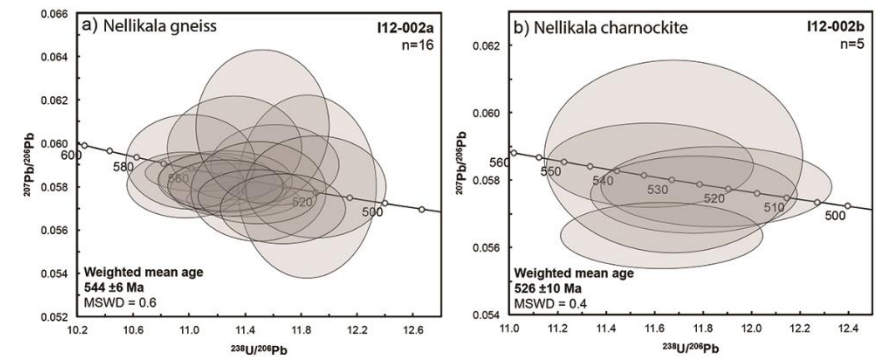 a) Nellikala gneiss
I12-002a
n=16
0.066
0.064
0.062
0.060
0.058
0.056
0.054
0.052
²⁰⁷Pb/²⁰⁶Pb
600
580
560
520
500
Weighted mean age
544 ±6 Ma
MSWD = 0.6
10.2
10.6
11.0
11.4
11.8
12.2
12.6
²³⁸U/²⁰⁶Pb
b) Nellikala charnockite
I12-002b
n=5
0.062
0.060
0.058
0.056
0.054
²⁰⁷Pb/²⁰⁶Pb
560
550
540
530
520
510
500
Weighted mean age
526 ±10 Ma
MSWD = 0.4
11.0
11.2
11.4
11.6
11.8
12.0
12.2
12.4
²³⁸U/²⁰⁶Pb